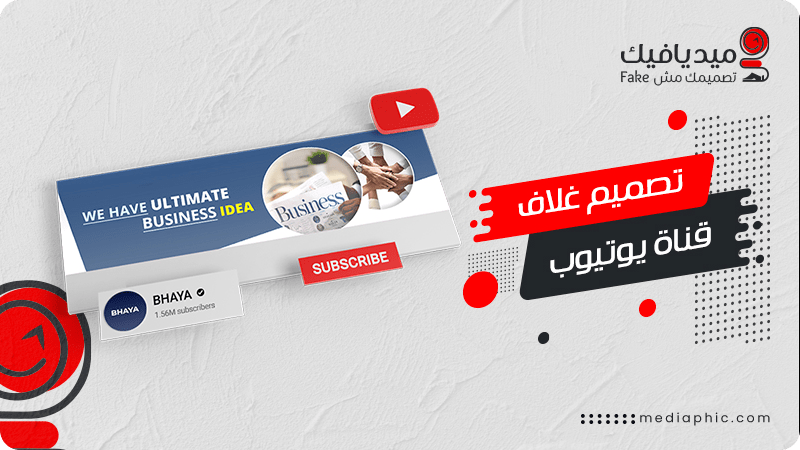 ميديافيك
تصميمك مش Fake
تصميم غلاف
قناة يوتيوب
WE HAVE ULTIMATE
BUSINESS IDEA
Business
SUBSCRIBE
BHAYA
BHAYA
1.56M subscribers
mediaphic.com